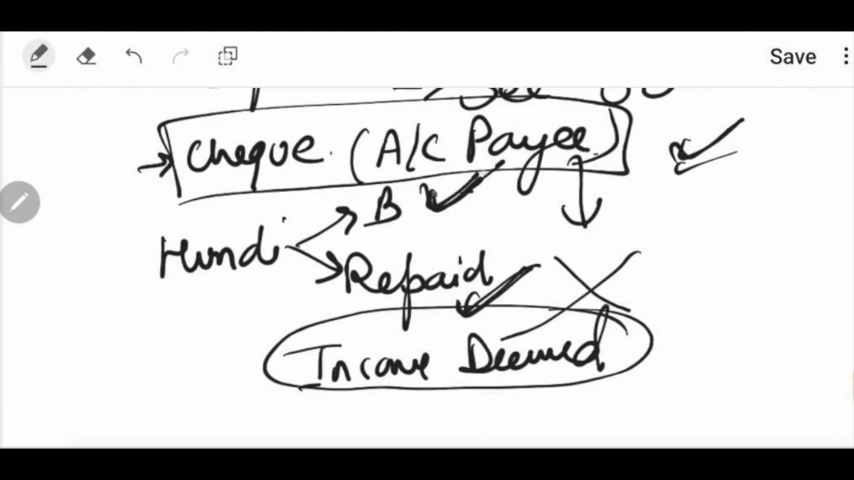 Save
cheque (A/C Payee)
B
Hundi
Repaid
Income Deemed